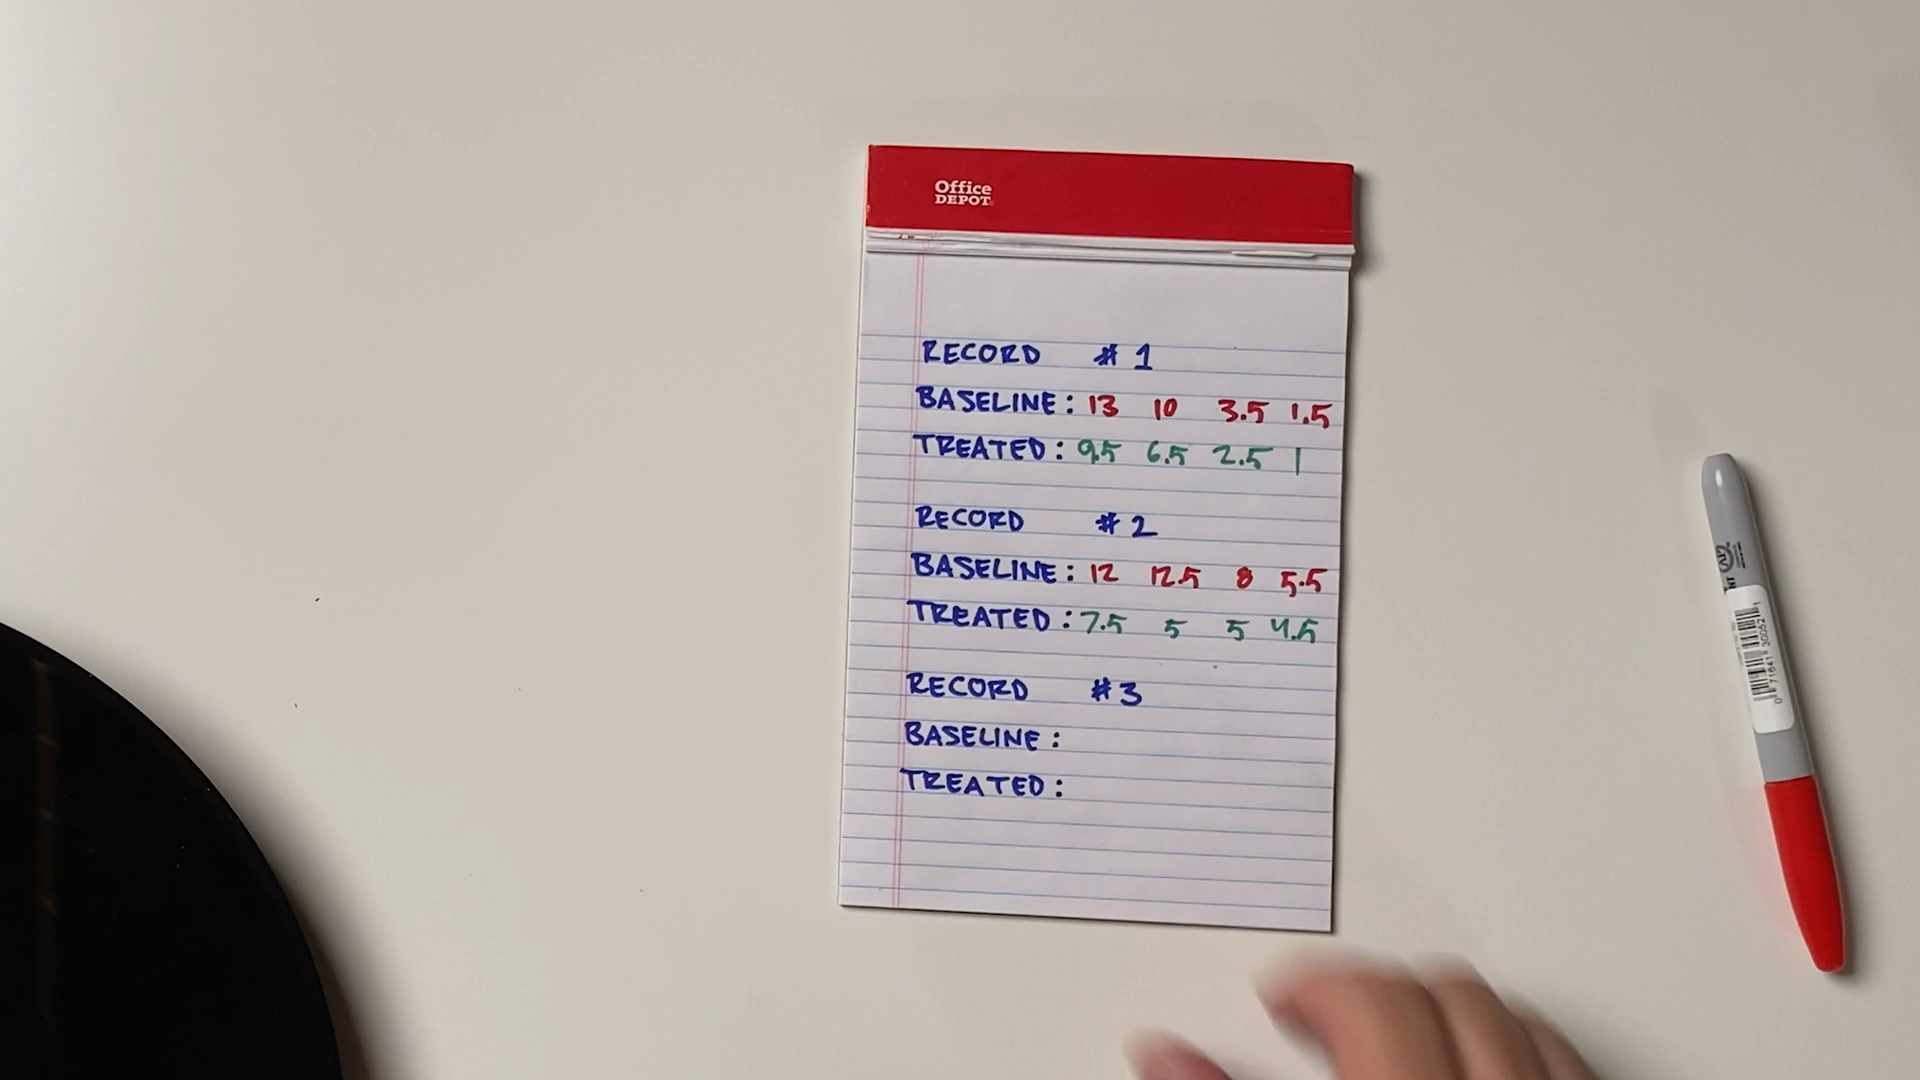 Office
DEPOT
RECORD # 1
BASELINE: 13 10 3.5 1.5
TREATED: 9.5 6.5 2.5 1
RECORD # 2
BASELINE: 12 12.5 8 5.5
TREATED: 7.5 5 5 4.5
RECORD # 3
BASELINE:
TREATED: